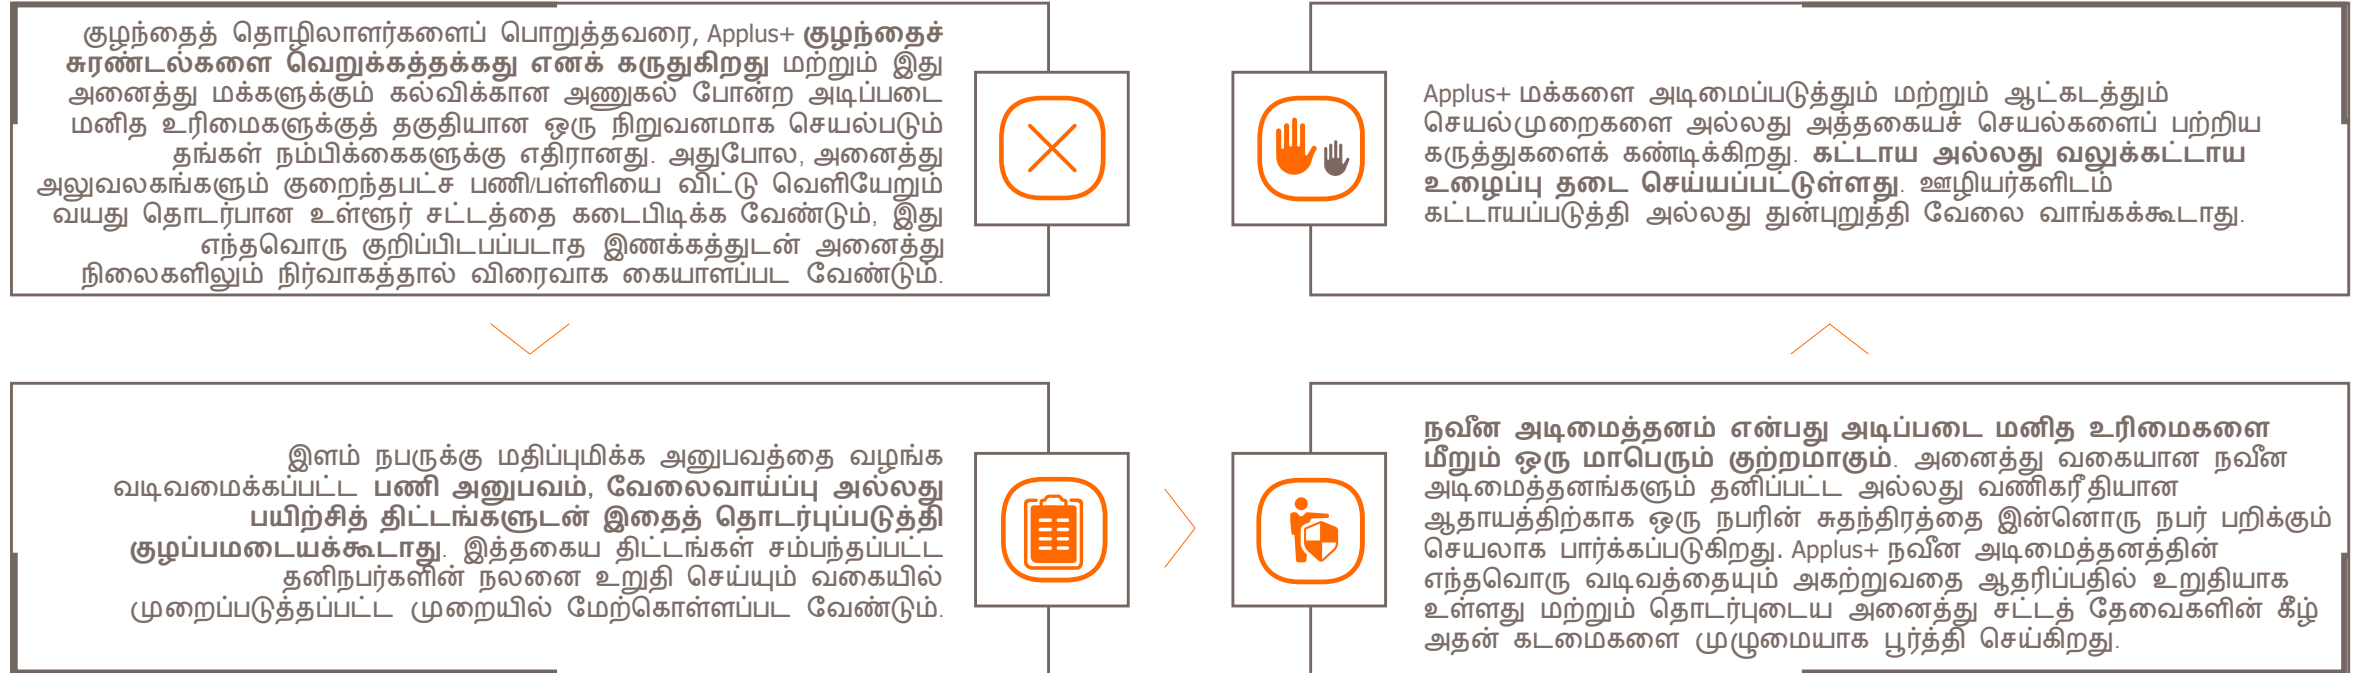 குழந்தைத் தொழிலாளர்களைப் பொறுத்தவரை, Applus+ குழந்தைச்
சுரண்டல்களை வெறுக்கத்தக்கது எனக் கருதுகிறது மற்றும் இது
அனைத்து மக்களுக்கும் கல்விக்கான அணுகல் போன்ற அடிப்படை
மனித உரிமைகளுக்குத் தகுதியான ஒரு நிறுவனமாக செயல்படும்
தங்கள் நம்பிக்கைகளுக்கு எதிரானது. அதுபோல, அனைத்து
அலுவலகங்களும் குறைந்தபட்ச பணி/பள்ளியை விட்டு வெளியேறும்
வயது தொடர்பான உள்ளூர் சட்டத்தை கடைபிடிக்க வேண்டும், இது
எந்தவொரு குறிப்பிடபப்படாத இணக்கத்துடன் அனைத்து
நிலைகளிலும் நிர்வாகத்தால் விரைவாக கையாளப்பட வேண்டும்.
இளம் நபருக்கு மதிப்புமிக்க அனுபவத்தை வழங்க
வடிவமைக்கப்பட்ட பணி அனுபவம், வேலைவாய்ப்பு அல்லது
பயிற்சித் திட்டங்களுடன் இதைத் தொடர்புப்படுத்தி
குழப்பமடையக்கூடாது. இத்தகைய திட்டங்கள் சம்பந்தப்பட்ட
தனிநபர்களின் நலனை உறுதி செய்யும் வகையில்
முறைப்படுத்தப்பட்ட முறையில் மேற்கொள்ளப்பட வேண்டும்.
நவீன அடிமைத்தனம் என்பது அடிப்படை மனித உரிமைகளை
மீறும் ஒரு மாபெரும் குற்றமாகும். அனைத்து வகையான நவீன
அடிமைத்தனங்களும் தனிப்பட்ட அல்லது வணிகரீதியான
ஆதாயத்திற்காக ஒரு நபரின் சுதந்திரத்தை இன்னொரு நபர் பறிக்கும்
செயலாக பார்க்கப்படுகிறது. Applus+ நவீன அடிமைத்தனத்தின்
எந்தவொரு வடிவத்தையும் அகற்றுவதை ஆதரிப்பதில் உறுதியாக
உள்ளது மற்றும் தொடர்புடைய அனைத்து சட்டத் தேவைகளின் கீழ்
அதன் கடமைகளை முழுமையாக பூர்த்தி செய்கிறது.
Applus+ மக்களை அடிமைப்படுத்தும் மற்றும் ஆட்கடத்தும்
செயல்முறைகளை அல்லது அத்தகையச் செயல்களைப் பற்றிய
கருத்துகளைக் கண்டிக்கிறது. கட்டாய அல்லது வலுக்கட்டாய
உழைப்பு தடை செய்யப்பட்டுள்ளது. ஊழியர்களிடம்
கட்டாயப்படுத்தி அல்லது துன்புறுத்தி வேலை வாங்கக்கூடாது.